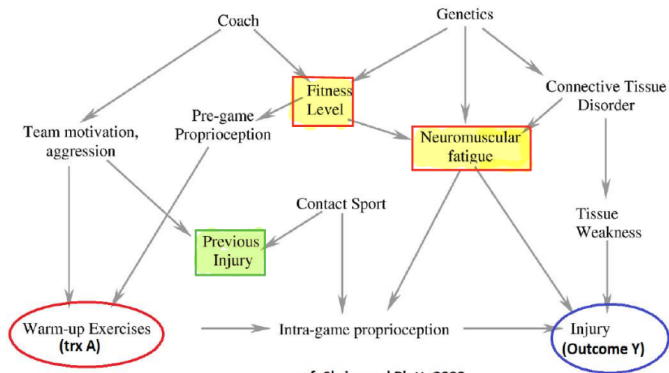 Coach
Genetics
Fitness
Level
Connective Tissue
Disorder
Pre-game
Proprioception
Team motivation,
aggression
Neuromuscular
fatigue
Contact Sport
Previous
Injury
Tissue
Weakness
Warm-up Exercises
(trx A)
Intra-game proprioception
Injury
(Outcome Y)